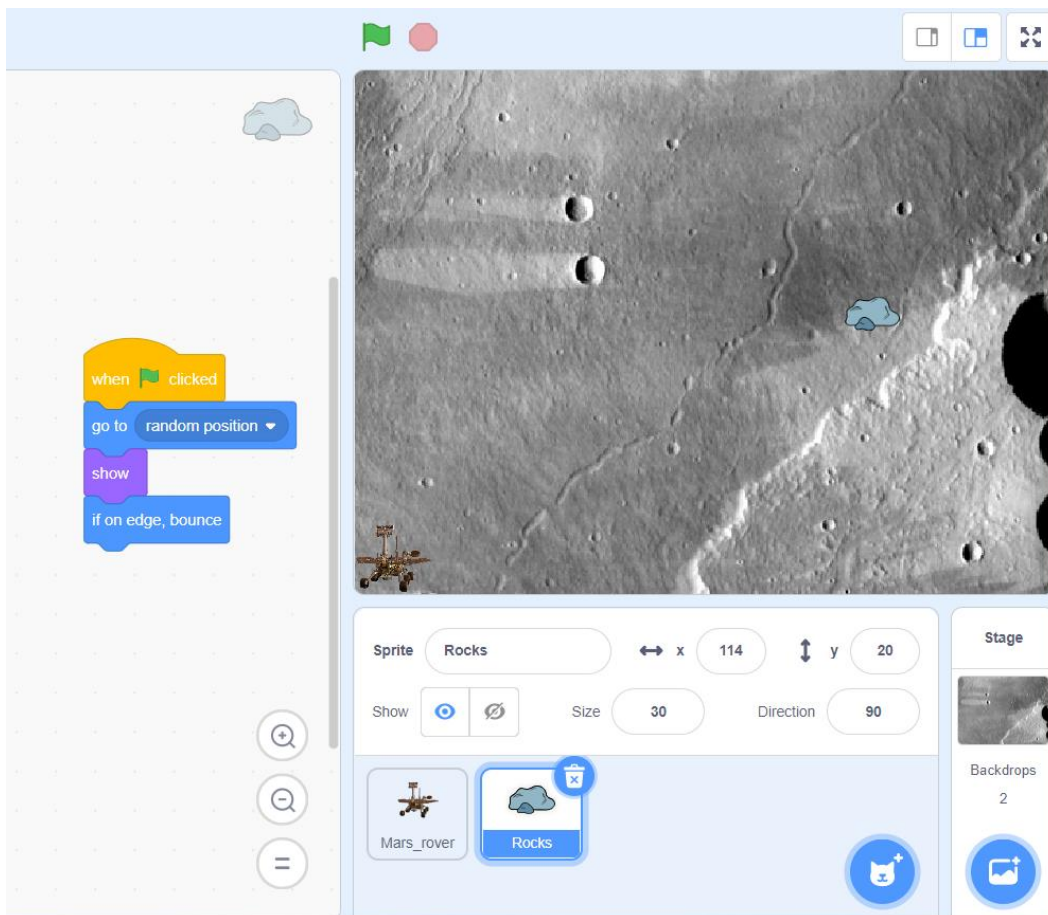 when clicked
go to random position
show
if on edge, bounce
Sprite Rocks x 114 y 20
Show Size 30 Direction 90
Mars_rover
Rocks
Stage
Backdrops
2